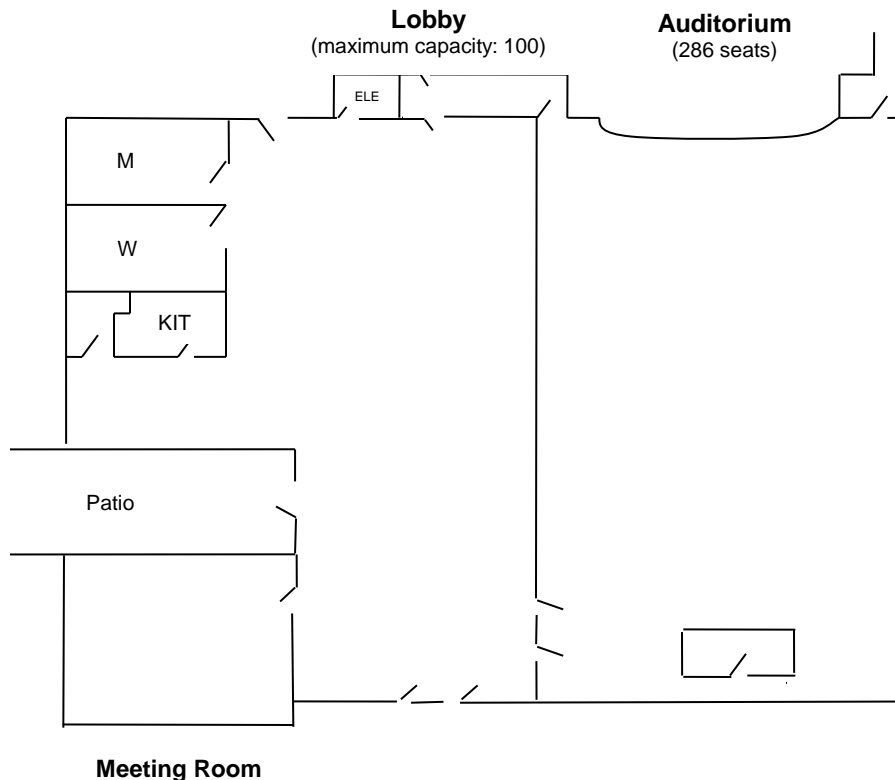 Lobby
(maximum capacity: 100)
Auditorium
(286 seats)
ELE
M
W
KIT
Patio
Meeting Room